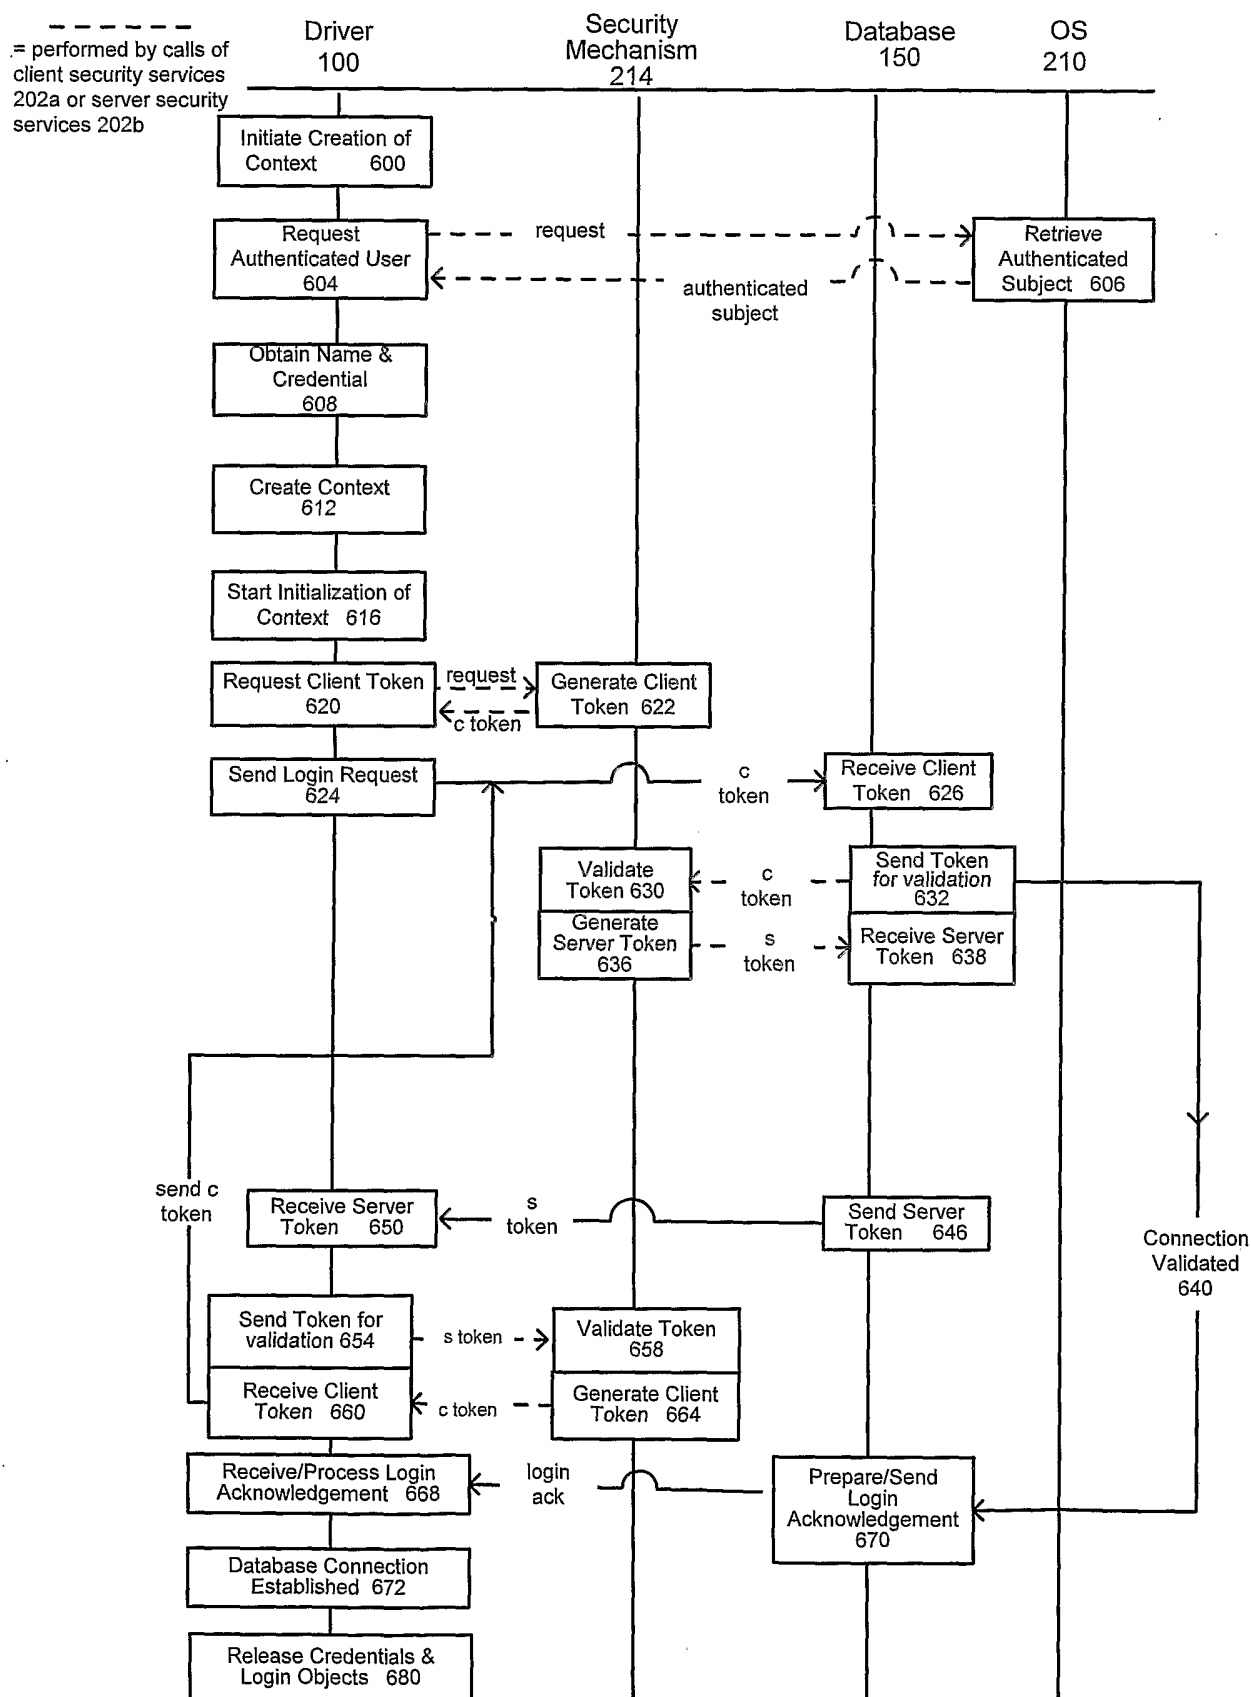 = performed by calls of
client security services
202a or server security
services 202b
Driver
100
Security
Mechanism
214
Database
150
OS
210
Initiate Creation of
Context 600
Request
Authenticated User
604
request
Retrieve
Authenticated
Subject 606
authenticated
subject
Obtain Name &
Credential
608
Create Context
612
Start Initialization of
Context 616
Request Client Token
620
request
c token
Generate Client
Token 622
Send Login Request
624
c
token
Receive Client
Token 626
Validate
Token 630
c
token
Send Token
for validation
632
Generate
Server Token
636
s
token
Receive Server
Token 638
send c
token
Receive Server
Token 650
s
token
Send Server
Token 646
Connection
Validated
640
Send Token for
validation 654
s token
Validate Token
658
Receive Client
Token 660
c token
Generate Client
Token 664
Receive/Process Login
Acknowledgement 668
login
ack
Prepare/Send
Login
Acknowledgement
670
Database Connection
Established 672
Release Credentials &
Login Objects 680